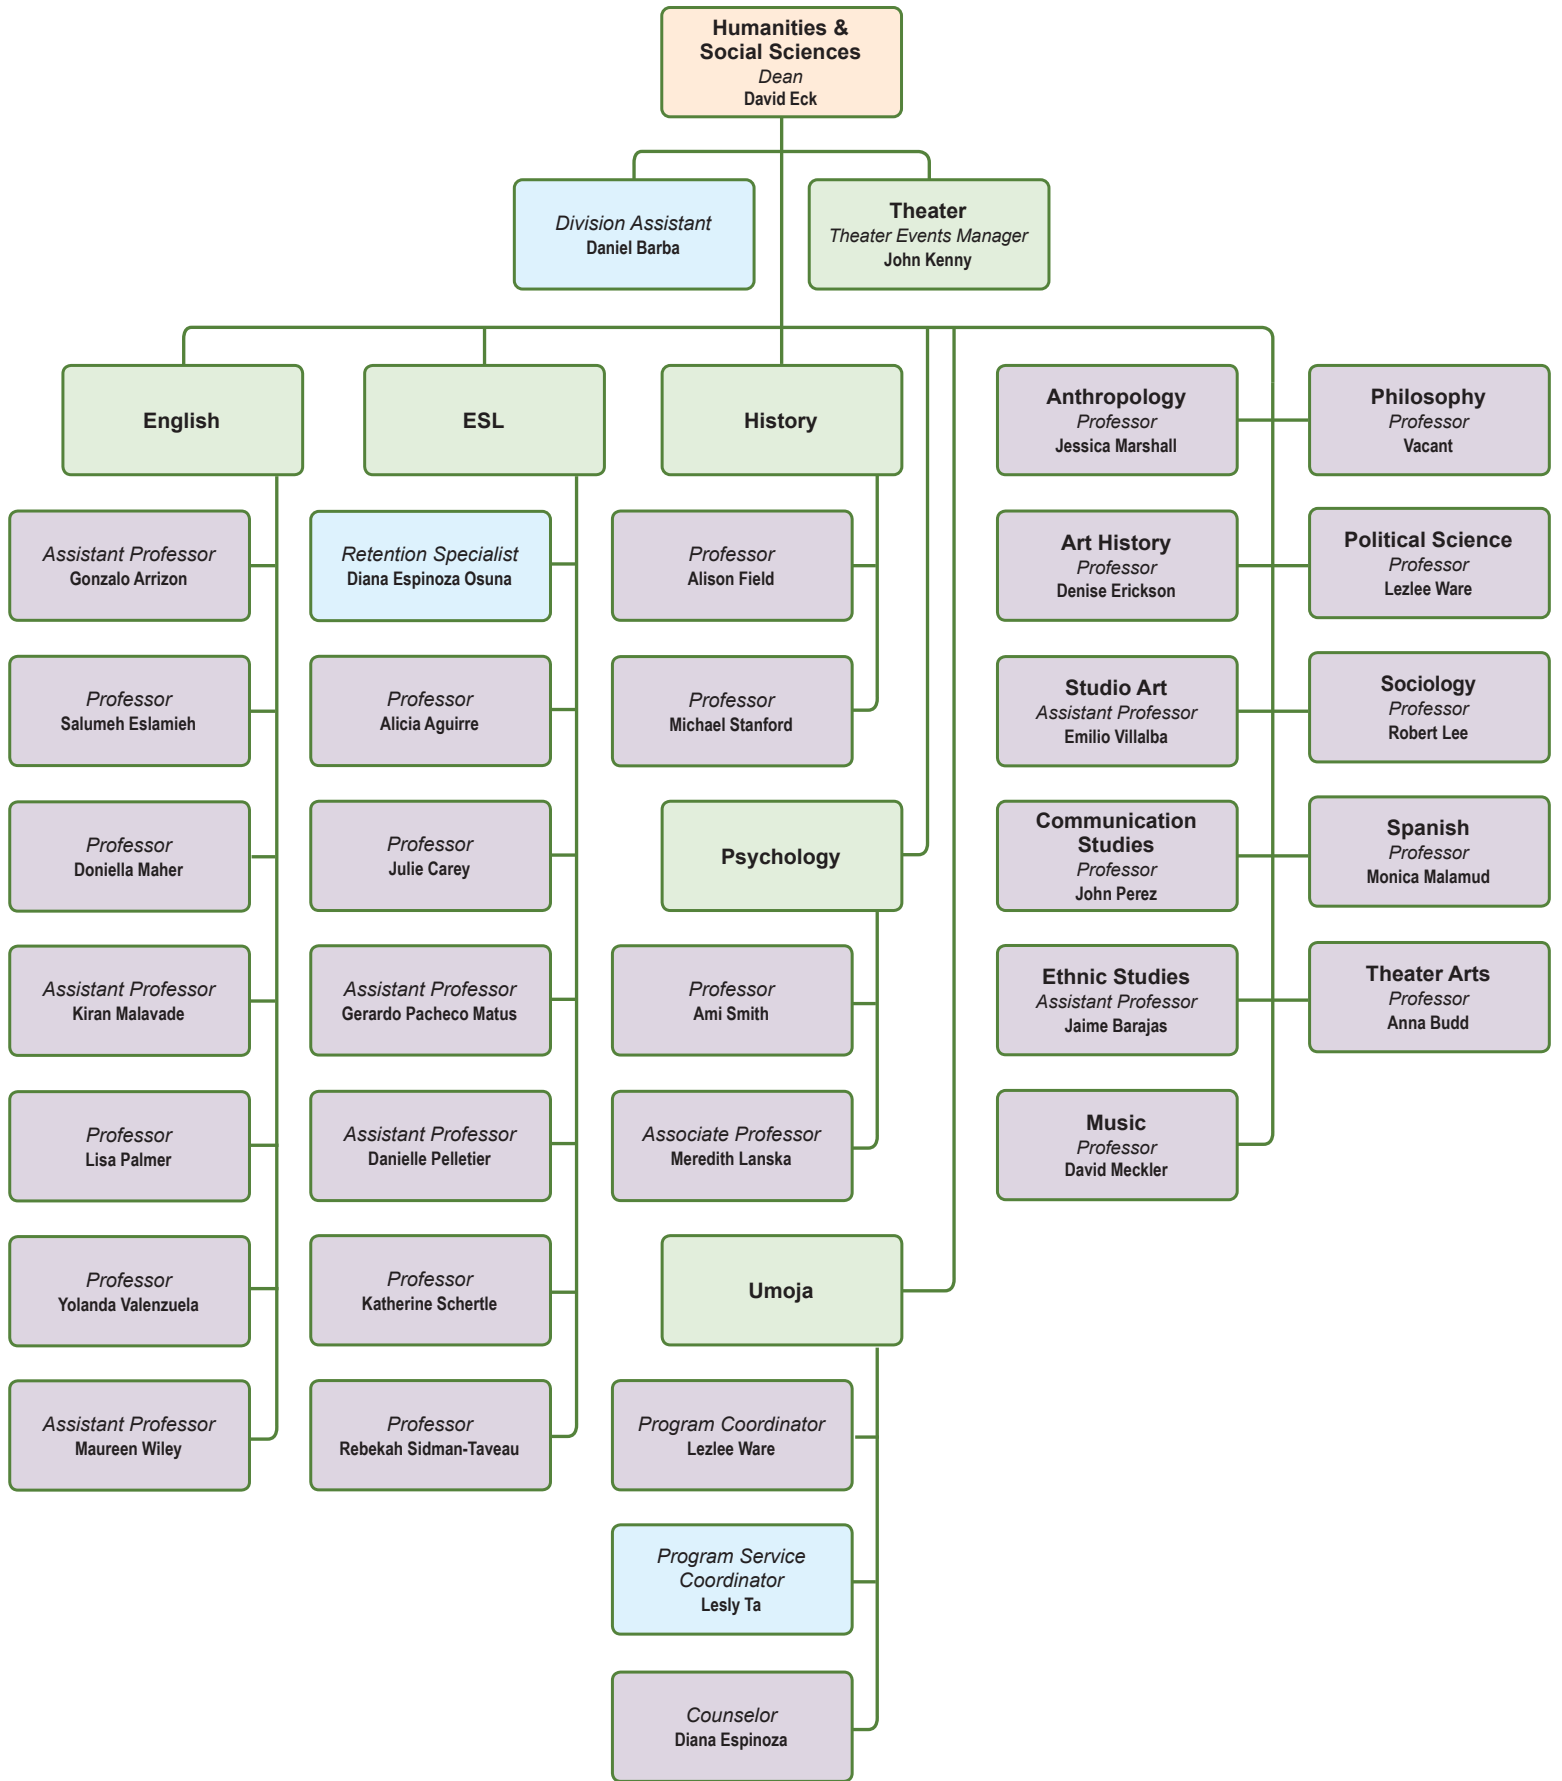 Humanities &
Social Sciences
Dean
David Eck
Division Assistant
Daniel Barba
Theater
Theater Events Manager
John Kenny
English
Assistant Professor
Gonzalo Arrizon
Professor
Salumeh Eslamieh
Professor
Doniella Maher
Assistant Professor
Kiran Malavade
Professor
Lisa Palmer
Professor
Yolanda Valenzuela
Assistant Professor
Maureen Wiley
ESL
Retention Specialist
Diana Espinoza Osuna
Professor
Alicia Aguirre
Professor
Julie Carey
Assistant Professor
Gerardo Pacheco Matus
Assistant Professor
Danielle Pelletier
Professor
Katherine Schertle
Professor
Rebekah Sidman-Taveau
History
Professor
Alison Field
Professor
Michael Stanford
Psychology
Professor
Ami Smith
Associate Professor
Meredith Lanska
Umoja
Program Coordinator
Lezlee Ware
Program Service
Coordinator
Lesly Ta
Counselor
Diana Espinoza
Anthropology
Professor
Jessica Marshall
Art History
Professor
Denise Erickson
Studio Art
Assistant Professor
Emilio Villalba
Communication
Studies
Professor
John Perez
Ethnic Studies
Assistant Professor
Jaime Barajas
Music
Professor
David Meckler
Philosophy
Professor
Vacant
Political Science
Professor
Lezlee Ware
Sociology
Professor
Robert Lee
Spanish
Professor
Monica Malamud
Theater Arts
Professor
Anna Budd